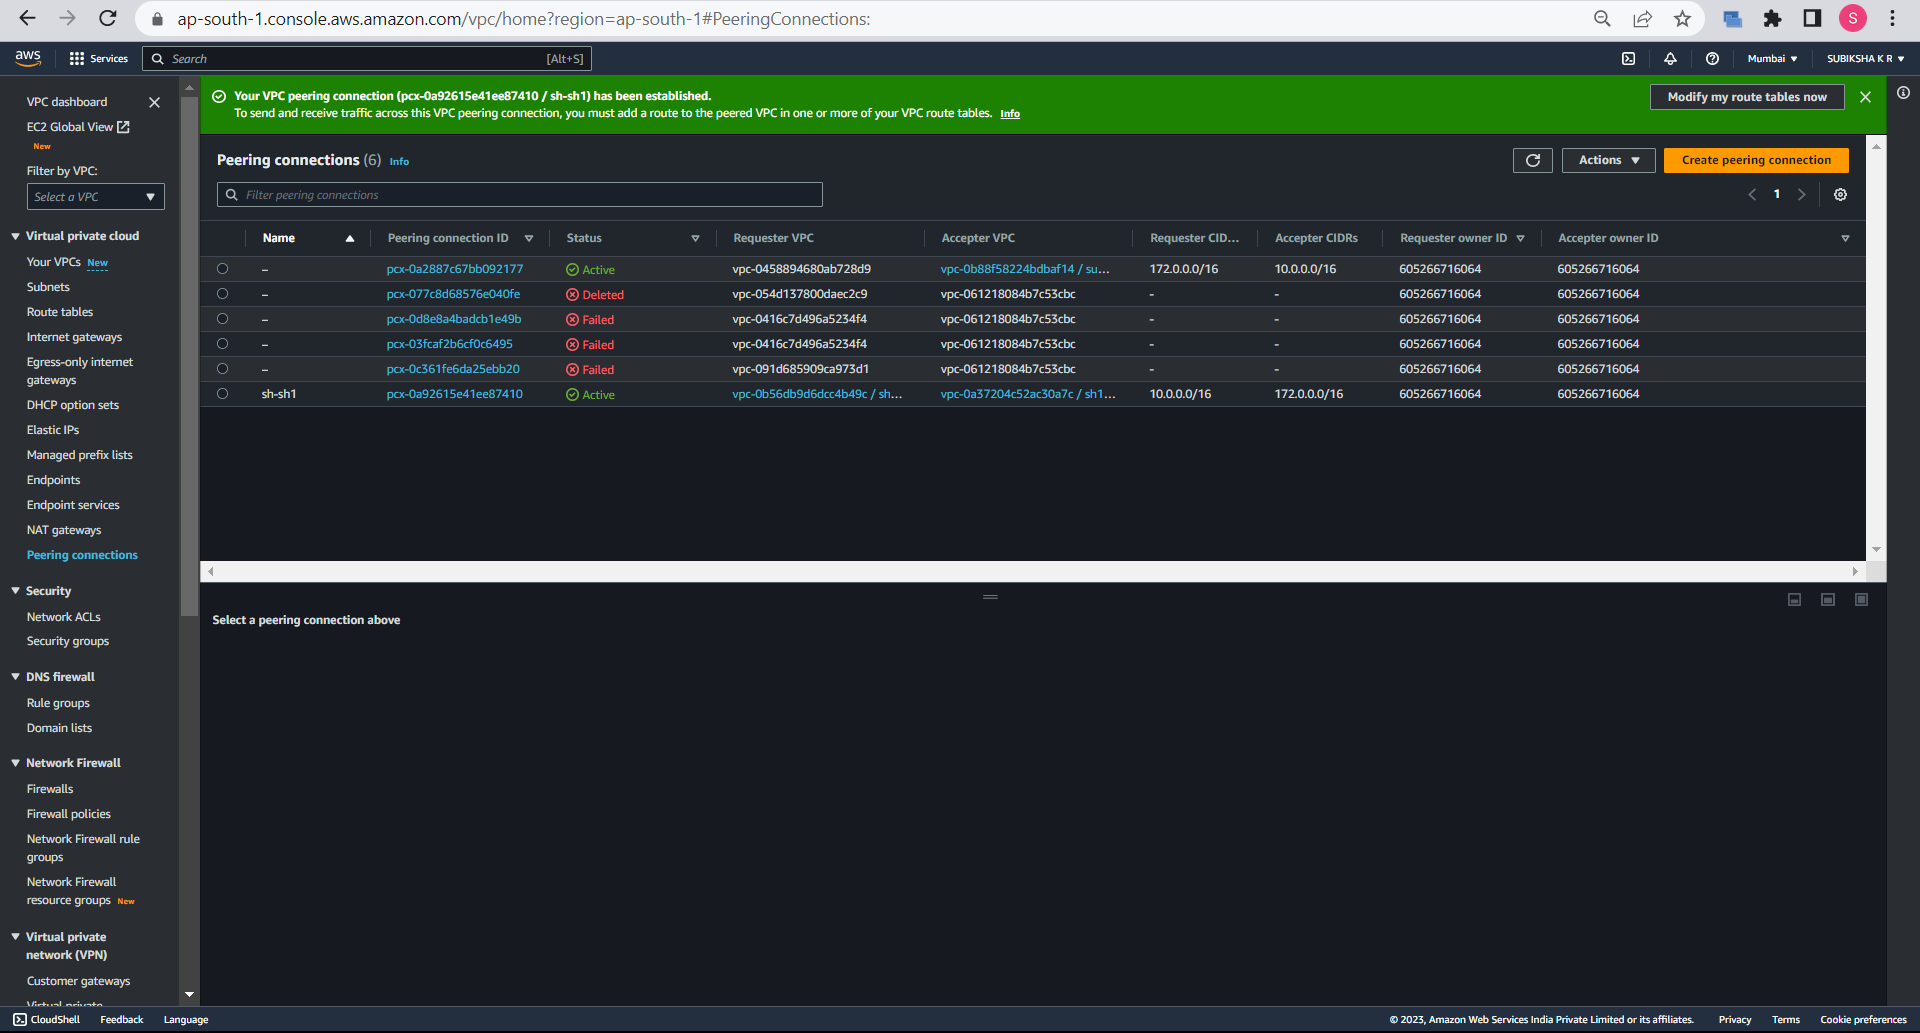 ap-south-1.console.aws.amazon.com/vpc/home?region=ap-south-1#PeeringConnections:
S
aws
Services
Search
[Alt+S]
Mumbai
SUBIKSHA K R
VPC dashboard
EC2 Global View
New
Filter by VPC:
Select a VPC
Virtual private cloud
Your VPCs New
Subnets
Route tables
Internet gateways
Egress-only internet
gateways
DHCP option sets
Elastic IPs
Managed prefix lists
Endpoints
Endpoint services
NAT gateways
Peering connections
Security
Network ACLs
Security groups
DNS firewall
Rule groups
Domain lists
Network Firewall
Firewalls
Firewall policies
Network Firewall rule
groups
Network Firewall
resource groups New
Virtual private
network (VPN)
Customer gateways
Virtual private
Your VPC peering connection (pcx-0a92615e41ee87410 / sh-sh1) has been established.
To send and receive traffic across this VPC peering connection, you must add a route to the peered VPC in one or more of your VPC route tables. Info
Modify my route tables now
Peering connections (6) Info
Actions
Create peering connection
Filter peering connections
1
Name Peering connection ID Status Requester VPC Accepter VPC Requester CID... Accepter CIDRs Requester owner ID Accepter owner ID
– pcx-0a2887c67bb092177 Active vpc-0458894680ab728d9 vpc-0b88f58224bdbaf14 / su... 172.0.0.0/16 10.0.0.0/16 605266716064 605266716064
– pcx-077c8d68576e040fe Deleted vpc-054d137800daec2c9 vpc-061218084b7c53cbc - - 605266716064 605266716064
– pcx-0d8e8a4badcb1e49b Failed vpc-0416c7d496a5234f4 vpc-061218084b7c53cbc - - 605266716064 605266716064
– pcx-03fcaf2b6cf0c6495 Failed vpc-0416c7d496a5234f4 vpc-061218084b7c53cbc - - 605266716064 605266716064
– pcx-0c361fe6da25ebb20 Failed vpc-091d685909ca973d1 vpc-061218084b7c53cbc - - 605266716064 605266716064
sh-sh1 pcx-0a92615e41ee87410 Active vpc-0b56db9d6dcc4b49c / sh... vpc-0a37204c52ac30a7c / sh1... 10.0.0.0/16 172.0.0.0/16 605266716064 605266716064
Select a peering connection above
CloudShell Feedback Language
© 2023, Amazon Web Services India Private Limited or its affiliates. Privacy Terms Cookie preferences